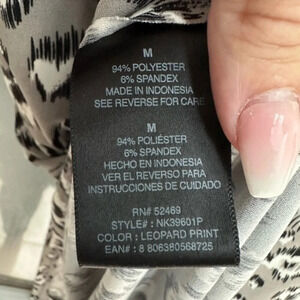 M
94% POLYESTER
6% SPANDEX
MADE IN INDONESIA
SEE REVERSE FOR CARE
M
94% POLIÉSTER
6% SPANDEX
HECHO EN INDONESIA
VER EL REVERSO PARA
INSTRUCCIONES DE CUIDADO
RN# 52469
STYLE# : NK39601P
COLOR : LEOPARD PRINT
EAN# : 8 806380568725